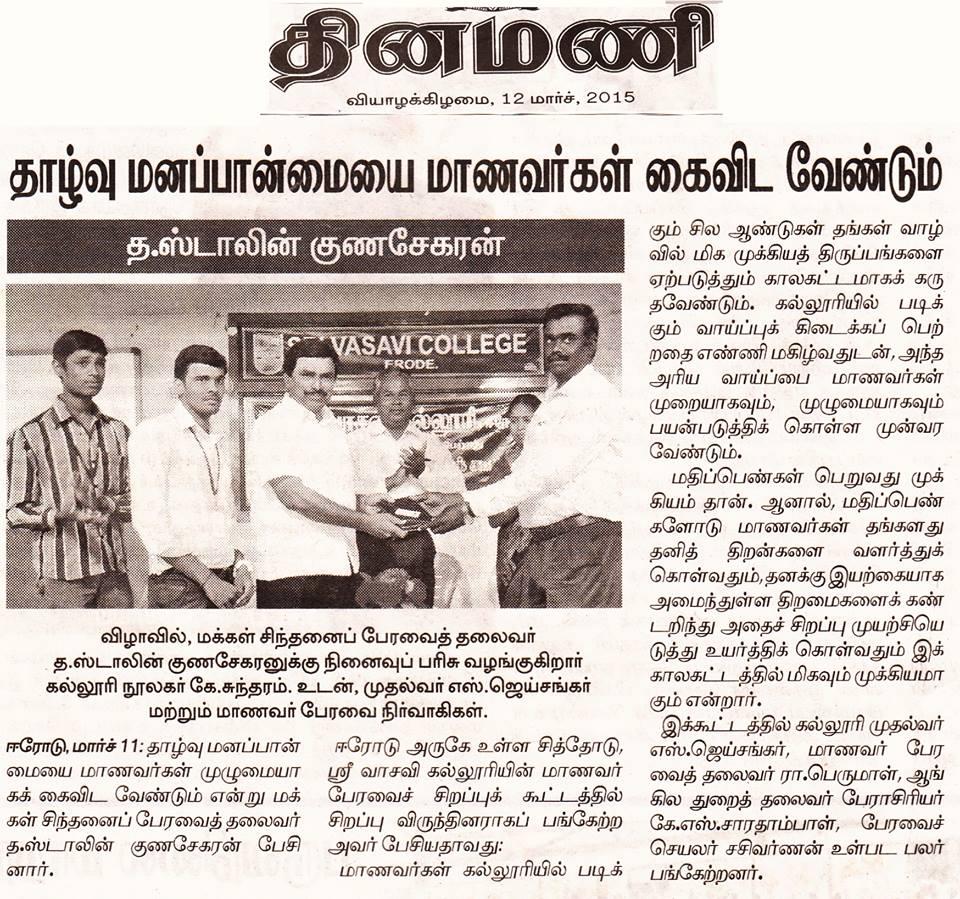 தினமணி
வியாழக்கிழமை, 12 மார்ச், 2015
தாழ்வு மனப்பான்மையை மாணவர்கள் கைவிட வேண்டும்
த.ஸ்டாலின் குணசேகரன்
VASAVI COLLEGE
ERODE.
விழாவில், மக்கள் சிந்தனைப் பேரவைத் தலைவர்
த.ஸ்டாலின் குணசேகரனுக்கு நினைவுப் பரிசு வழங்குகிறார்
கல்லூரி நூலகர் கே.சுந்தரம். உடன், முதல்வர் எஸ்.ஜெய்சங்கர்
மற்றும் மாணவர் பேரவை நிர்வாகிகள்.
ஈரோடு, மார்ச் 11: தாழ்வு மனப்பான்
மையை மாணவர்கள் முழுமையா
கக் கைவிட வேண்டும் என்று மக்
கள் சிந்தனைப் பேரவைத் தலைவர்
த.ஸ்டாலின் குணசேகரன் பேசி
னார்.
ஈரோடு அருகே உள்ள சித்தோடு,
ஸ்ரீ வாசவி கல்லூரியின் மாணவர்
பேரவைச் சிறப்புக் கூட்டத்தில்
சிறப்பு விருந்தினராகப் பங்கேற்ற
அவர் பேசியதாவது:
மாணவர்கள் கல்லூரியில் படிக்
கும் சில ஆண்டுகள் தங்கள் வாழ்
வில் மிக முக்கியத் திருப்பங்களை
ஏற்படுத்தும் காலகட்டமாகக் கரு
தவேண்டும். கல்லூரியில் படிக்
கும் வாய்ப்புக் கிடைக்கப் பெற்
றதை எண்ணி மகிழ்வதுடன், அந்த
அரிய வாய்ப்பை மாணவர்கள்
முறையாகவும், முழுமையாகவும்
பயன்படுத்திக் கொள்ள முன்வர
வேண்டும்.
மதிப்பெண்கள் பெறுவது முக்
கியம் தான். ஆனால், மதிப்பெண்
களோடு மாணவர்கள் தங்களது
தனித் திறன்களை வளர்த்துக்
கொள்வதும், தனக்கு இயற்கையாக
அமைந்துள்ள திறமைகளைக் கண்
டறிந்து அதைச் சிறப்பு முயற்சியெ
டுத்து உயர்த்திக் கொள்வதும் இக்
காலகட்டத்தில் மிகவும் முக்கியமா
கும் என்றார்.
இக்கூட்டத்தில் கல்லூரி முதல்வர்
எஸ்.ஜெய்சங்கர், மாணவர் பேர
வைத் தலைவர் ரா.பெருமாள், ஆங்
கில துறைத் தலைவர் பேராசிரியர்
கே.எஸ்.சாரதாம்பாள், பேரவைச்
செயலர் சசிவர்ணன் உள்பட பலர்
பங்கேற்றனர்.